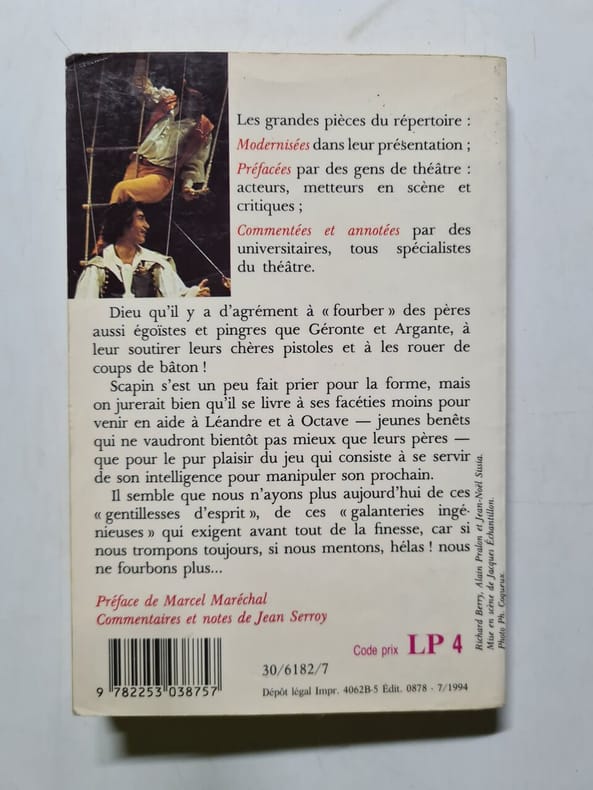 Les grandes pièces du répertoire :
Modernisées dans leur présentation ;
Préfacées par des gens de théâtre :
acteurs, metteurs en scène et
critiques ;
Commentées et annotées par des
universitaires, tous spécialistes
du théâtre.
Dieu qu'il y a d'agrément à « fourber » des pères
aussi égoïstes et pingres que Géronte et Argante, à
leur soutirer leurs chères pistoles et à les rouer de
coups de bâton !
Scapin s'est un peu fait prier pour la forme, mais
on jurerait bien qu'il se livre à ses facéties moins pour
venir en aide à Léandre et à Octave — jeunes benêts
qui ne vaudront bientôt pas mieux que leurs pères —
que pour le pur plaisir du jeu qui consiste à se servir
de son intelligence pour manipuler son prochain.
Il semble que nous n'ayons plus aujourd'hui de ces
« gentillesses d'esprit », de ces « galanteries ingé-
nieuses » qui exigent avant tout de la finesse, car si
nous trompons toujours, si nous mentons, hélas ! nous
ne fourbons plus...
Préface de Marcel Maréchal
Commentaires et notes de Jean Serroy
Richard Berry, Alain Pralon et Jean-Noël Sissia.
Mise en scène de Jacques Échantillon.
Photo Ph. Coqueux.
Code prix LP 4
9 782253 038757
30/6182/7
Dépôt légal Impr. 4062B-5 Édit. 0878 - 7/1994